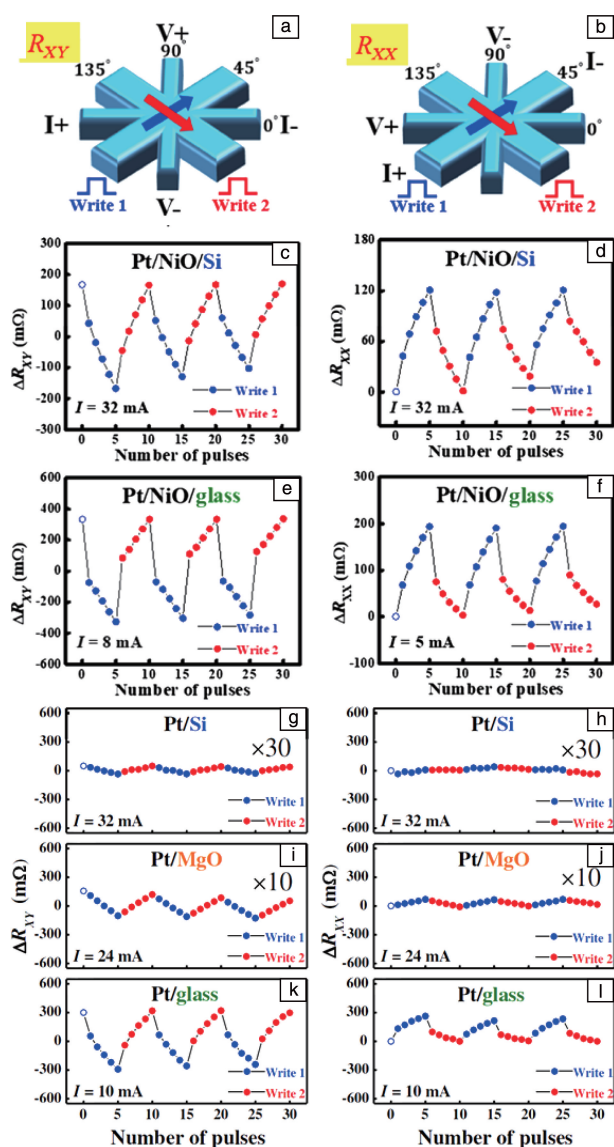 a
R_XY
V+
90°
135°
45°
I+
0° I-
Write 1
V-
Write 2
b
R_XX
V-
90°
I-
135°
45°
V+
0°
I+
Write 1
Write 2
c
Pt/NiO/Si
ΔR_XY (mΩ)
300
200
100
0
-100
-200
-300
I = 32 mA
Write 1
Write 2
0 5 10 15 20 25 30
Number of pulses
d
Pt/NiO/Si
ΔR_XX (mΩ)
180
120
60
0
I = 32 mA
Write 1
Write 2
0 5 10 15 20 25 30
Number of pulses
e
Pt/NiO/glass
ΔR_XY (mΩ)
600
400
200
0
-200
-400
-600
I = 8 mA
Write 1
Write 2
0 5 10 15 20 25 30
Number of pulses
f
Pt/NiO/glass
ΔR_XX (mΩ)
300
200
100
0
-100
I = 5 mA
Write 1
Write 2
0 5 10 15 20 25 30
Number of pulses
g
Pt/Si
×30
600
300
0
-300
-600
I = 32 mA
Write 1
Write 2
h
Pt/Si
×30
600
300
0
-300
-600
I = 32 mA
Write 1
Write 2
i
Pt/MgO
×10
ΔR_XY (mΩ)
600
300
0
-300
-600
I = 24 mA
Write 1
Write 2
j
Pt/MgO
×10
ΔR_XX (mΩ)
600
300
0
-300
-600
I = 24 mA
Write 1
Write 2
k
Pt/glass
600
300
0
-300
-600
I = 10 mA
Write 1
Write 2
0 5 10 15 20 25 30
Number of pulses
l
Pt/glass
600
300
0
-300
-600
I = 10 mA
Write 1
Write 2
0 5 10 15 20 25 30
Number of pulses